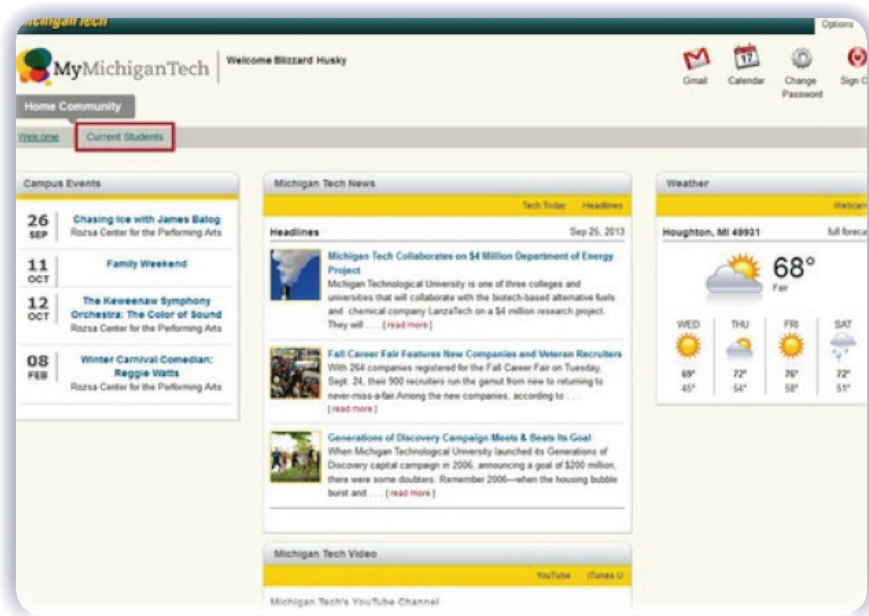 Michigan Tech
Options
MyMichiganTech
Welcome Blizzard Husky
Gmail
Calendar
Change
Password
Sign O
Home Community
Welcome
Current Students
Campus Events
26
SEP
Chasing Ice with James Balog
Rozsa Center for the Performing Arts
11
OCT
Family Weekend
12
OCT
The Keweenaw Symphony
Orchestra: The Color of Sound
Rozsa Center for the Performing Arts
08
FEB
Winter Carnival Comedian:
Reggie Watts
Rozsa Center for the Performing Arts
Michigan Tech News
Tech Today Headlines
Headlines Sep 25, 2013
Michigan Tech Collaborates on $4 Million Department of Energy
Project
Michigan Technological University is one of three colleges and
universities that will collaborate with the biotech-based alternative fuels
and chemical company LanzaTech on a $4 million research project.
They will . . . [read more]
Fall Career Fair Features New Companies and Veteran Recruiters
With 264 companies registered for the Fall Career Fair on Tuesday,
Sept. 24, their 900 recruiters run the gamut from new to returning to
never-miss-a-fair.Among the new companies, according to . . .
[read more]
Generations of Discovery Campaign Meets & Beats Its Goal
When Michigan Technological University launched its Generations of
Discovery capital campaign in 2006, announcing a goal of $200 million,
there were some doubters. Remember 2006—when the housing bubble
burst and . . . [read more]
Michigan Tech Video
YouTube iTunes U
Michigan Tech's YouTube Channel
Weather
Webcam
Houghton, MI 49931 full foreca
68°
Fair
WED THU FRI SAT
69° 72° 76° 72°
45° 54° 58° 51°